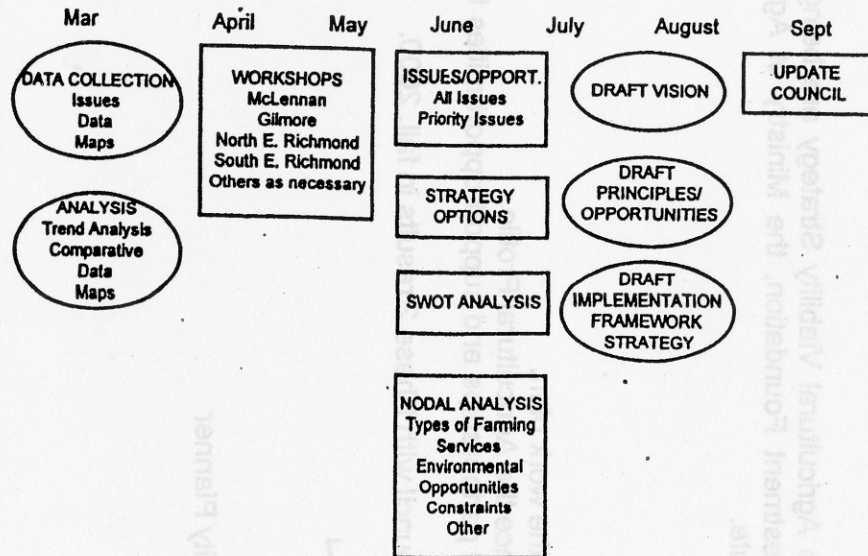 Mar April May June July August Sept
DATA COLLECTION
Issues
Data
Maps
ANALYSIS
Trend Analysis
Comparative
Data
Maps
WORKSHOPS
McLennan
Gilmore
North E. Richmond
South E. Richmond
Others as necessary
ISSUES/OPPORT.
All Issues
Priority Issues
STRATEGY
OPTIONS
SWOT ANALYSIS
NODAL ANALYSIS
Types of Farming
Services
Environmental
Opportunities
Constraints
Other
DRAFT VISION
DRAFT
PRINCIPLES/
OPPORTUNITIES
DRAFT
IMPLEMENTATION
FRAMEWORK
STRATEGY
UPDATE
COUNCIL